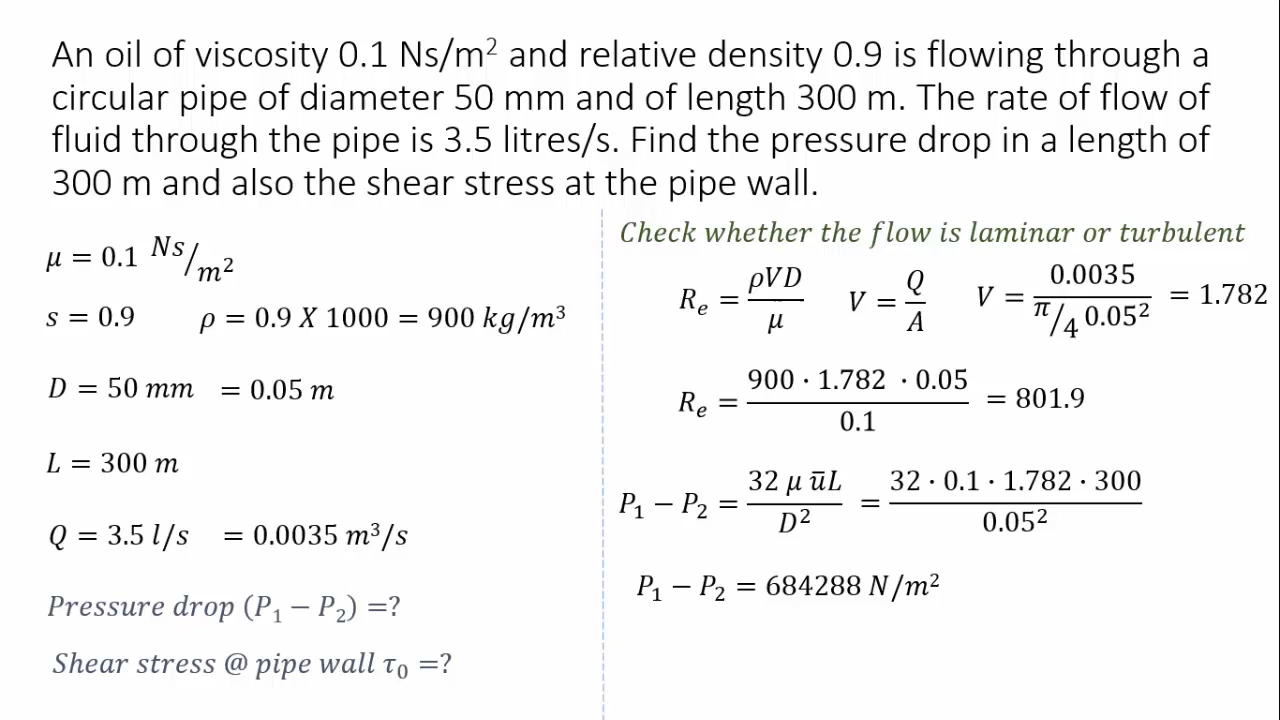 An oil of viscosity 0.1 Ns/m² and relative density 0.9 is flowing through a
circular pipe of diameter 50 mm and of length 300 m. The rate of flow of
fluid through the pipe is 3.5 litres/s. Find the pressure drop in a length of
300 m and also the shear stress at the pipe wall.
μ = 0.1 Ns/m²
s = 0.9 ρ = 0.9 X 1000 = 900 kg/m³
D = 50 mm = 0.05 m
L = 300 m
Q = 3.5 l/s = 0.0035 m³/s
Pressure drop (P₁ − P₂) =?
Shear stress @ pipe wall τ₀ =?
Check whether the flow is laminar or turbulent
Rₑ = ρVD/μ V = Q/A V = 0.0035/(π/4 0.05²) = 1.782
Rₑ = (900 · 1.782 · 0.05)/0.1 = 801.9
P₁ − P₂ = (32 μ ūL)/D² = (32 · 0.1 · 1.782 · 300)/0.05²
P₁ − P₂ = 684288 N/m²